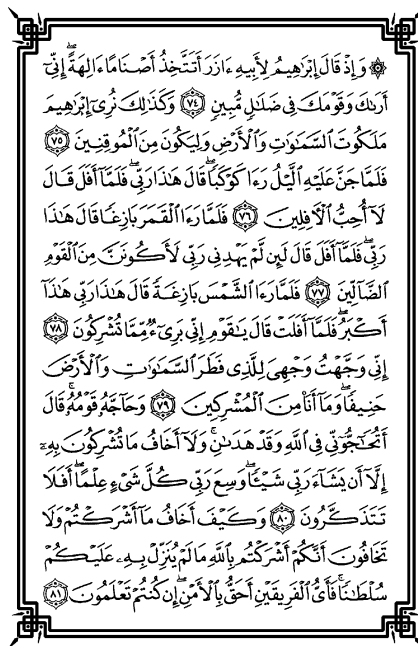 ۞ وَإِذْ قَالَ إِبْرَٰهِيمُ لِأَبِيهِ ءَازَرَ أَتَتَّخِذُ أَصْنَامًا ءَالِهَةً ۖ إِنِّىٓ
أَرَىٰكَ وَقَوْمَكَ فِى ضَلَـٰلٍ مُّبِينٍ ٧٤ وَكَذَٰلِكَ نُرِىٓ إِبْرَٰهِيمَ
مَلَكُوتَ ٱلسَّمَـٰوَٰتِ وَٱلْأَرْضِ وَلِيَكُونَ مِنَ ٱلْمُوقِنِينَ ٧٥
فَلَمَّا جَنَّ عَلَيْهِ ٱلَّيْلُ رَءَا كَوْكَبًا ۖ قَالَ هَـٰذَا رَبِّى ۖ فَلَمَّآ أَفَلَ قَالَ
لَآ أُحِبُّ ٱلْـَٔافِلِينَ ٧٦ فَلَمَّا رَءَا ٱلْقَمَرَ بَازِغًا قَالَ هَـٰذَا
رَبِّى ۖ فَلَمَّآ أَفَلَ قَالَ لَئِن لَّمْ يَهْدِنِى رَبِّى لَأَكُونَنَّ مِنَ ٱلْقَوْمِ
ٱلضَّآلِّينَ ٧٧ فَلَمَّا رَءَا ٱلشَّمْسَ بَازِغَةً قَالَ هَـٰذَا رَبِّى هَـٰذَآ
أَكْبَرُ ۖ فَلَمَّآ أَفَلَتْ قَالَ يَـٰقَوْمِ إِنِّى بَرِىٓءٌ مِّمَّا تُشْرِكُونَ ٧٨
إِنِّى وَجَّهْتُ وَجْهِىَ لِلَّذِى فَطَرَ ٱلسَّمَـٰوَٰتِ وَٱلْأَرْضَ
حَنِيفًا ۖ وَمَآ أَنَا۠ مِنَ ٱلْمُشْرِكِينَ ٧٩ وَحَآجَّهُۥ قَوْمُهُۥ ۚ قَالَ
أَتُحَـٰٓجُّوٓنِّى فِى ٱللَّهِ وَقَدْ هَدَىٰنِ ۚ وَلَآ أَخَافُ مَا تُشْرِكُونَ بِهِۦٓ
إِلَّآ أَن يَشَآءَ رَبِّى شَيْـًٔا ۗ وَسِعَ رَبِّى كُلَّ شَىْءٍ عِلْمًا ۗ أَفَلَا
تَتَذَكَّرُونَ ٨٠ وَكَيْفَ أَخَافُ مَآ أَشْرَكْتُمْ وَلَا
تَخَافُونَ أَنَّكُمْ أَشْرَكْتُم بِٱللَّهِ مَا لَمْ يُنَزِّلْ بِهِۦ عَلَيْكُمْ
سُلْطَـٰنًا ۚ فَأَىُّ ٱلْفَرِيقَيْنِ أَحَقُّ بِٱلْأَمْنِ ۖ إِن كُنتُمْ تَعْلَمُونَ ٨١